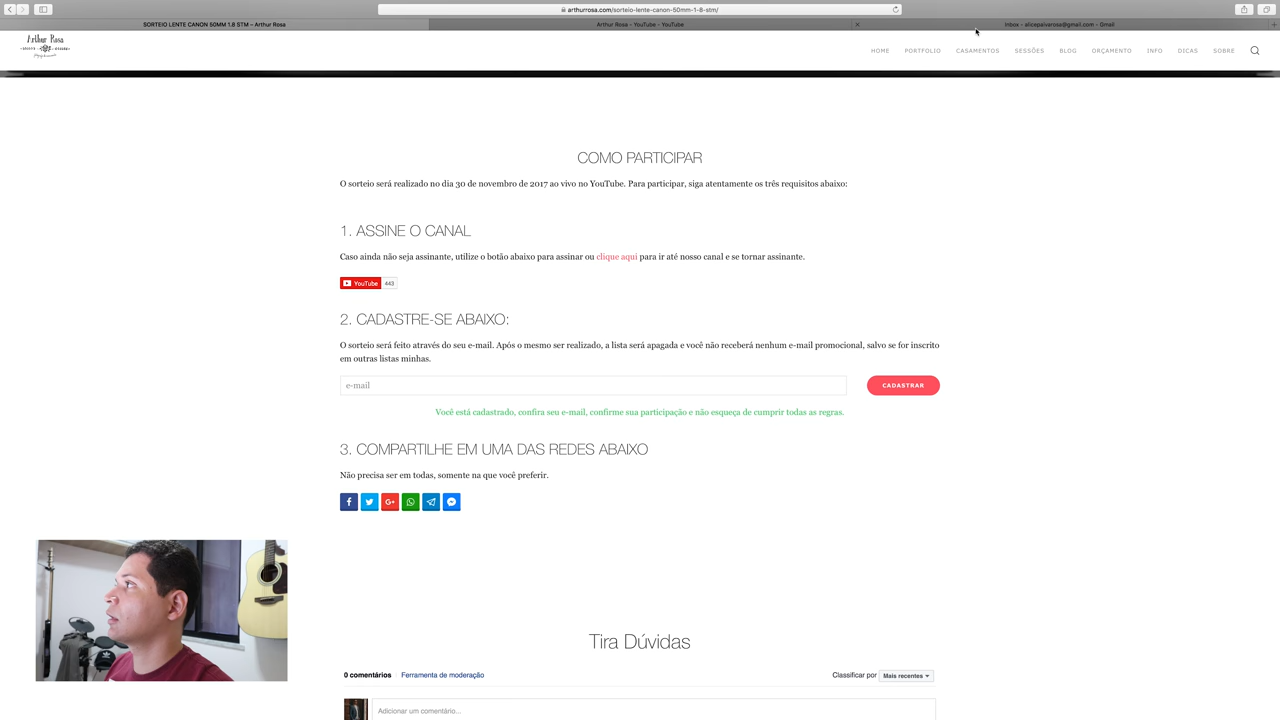 arthurrosa.com/sorteio-lente-canon-50mm-1-8-stm/
SORTEIO LENTE CANON 50MM 1.8 STM – Arthur Rosa
Arthur Rosa - YouTube - YouTube
Inbox - alicepaivarosa@gmail.com - Gmail
Arthur Rosa
HOME PORTFOLIO CASAMENTOS SESSÕES BLOG ORÇAMENTO INFO DICAS SOBRE
COMO PARTICIPAR
O sorteio será realizado no dia 30 de novembro de 2017 ao vivo no YouTube. Para participar, siga atentamente os três requisitos abaixo:
1. ASSINE O CANAL
Caso ainda não seja assinante, utilize o botão abaixo para assinar ou clique aqui para ir até nosso canal e se tornar assinante.
YouTube 443
2. CADASTRE-SE ABAIXO:
O sorteio será feito através do seu e-mail. Após o mesmo ser realizado, a lista será apagada e você não receberá nenhum e-mail promocional, salvo se for inscrito
em outras listas minhas.
e-mail
CADASTRAR
Você está cadastrado, confira seu e-mail, confirme sua participação e não esqueça de cumprir todas as regras.
3. COMPARTILHE EM UMA DAS REDES ABAIXO
Não precisa ser em todas, somente na que você preferir.
Tira Dúvidas
0 comentários Ferramenta de moderação
Classificar por Mais recentes
Adicionar um comentário...